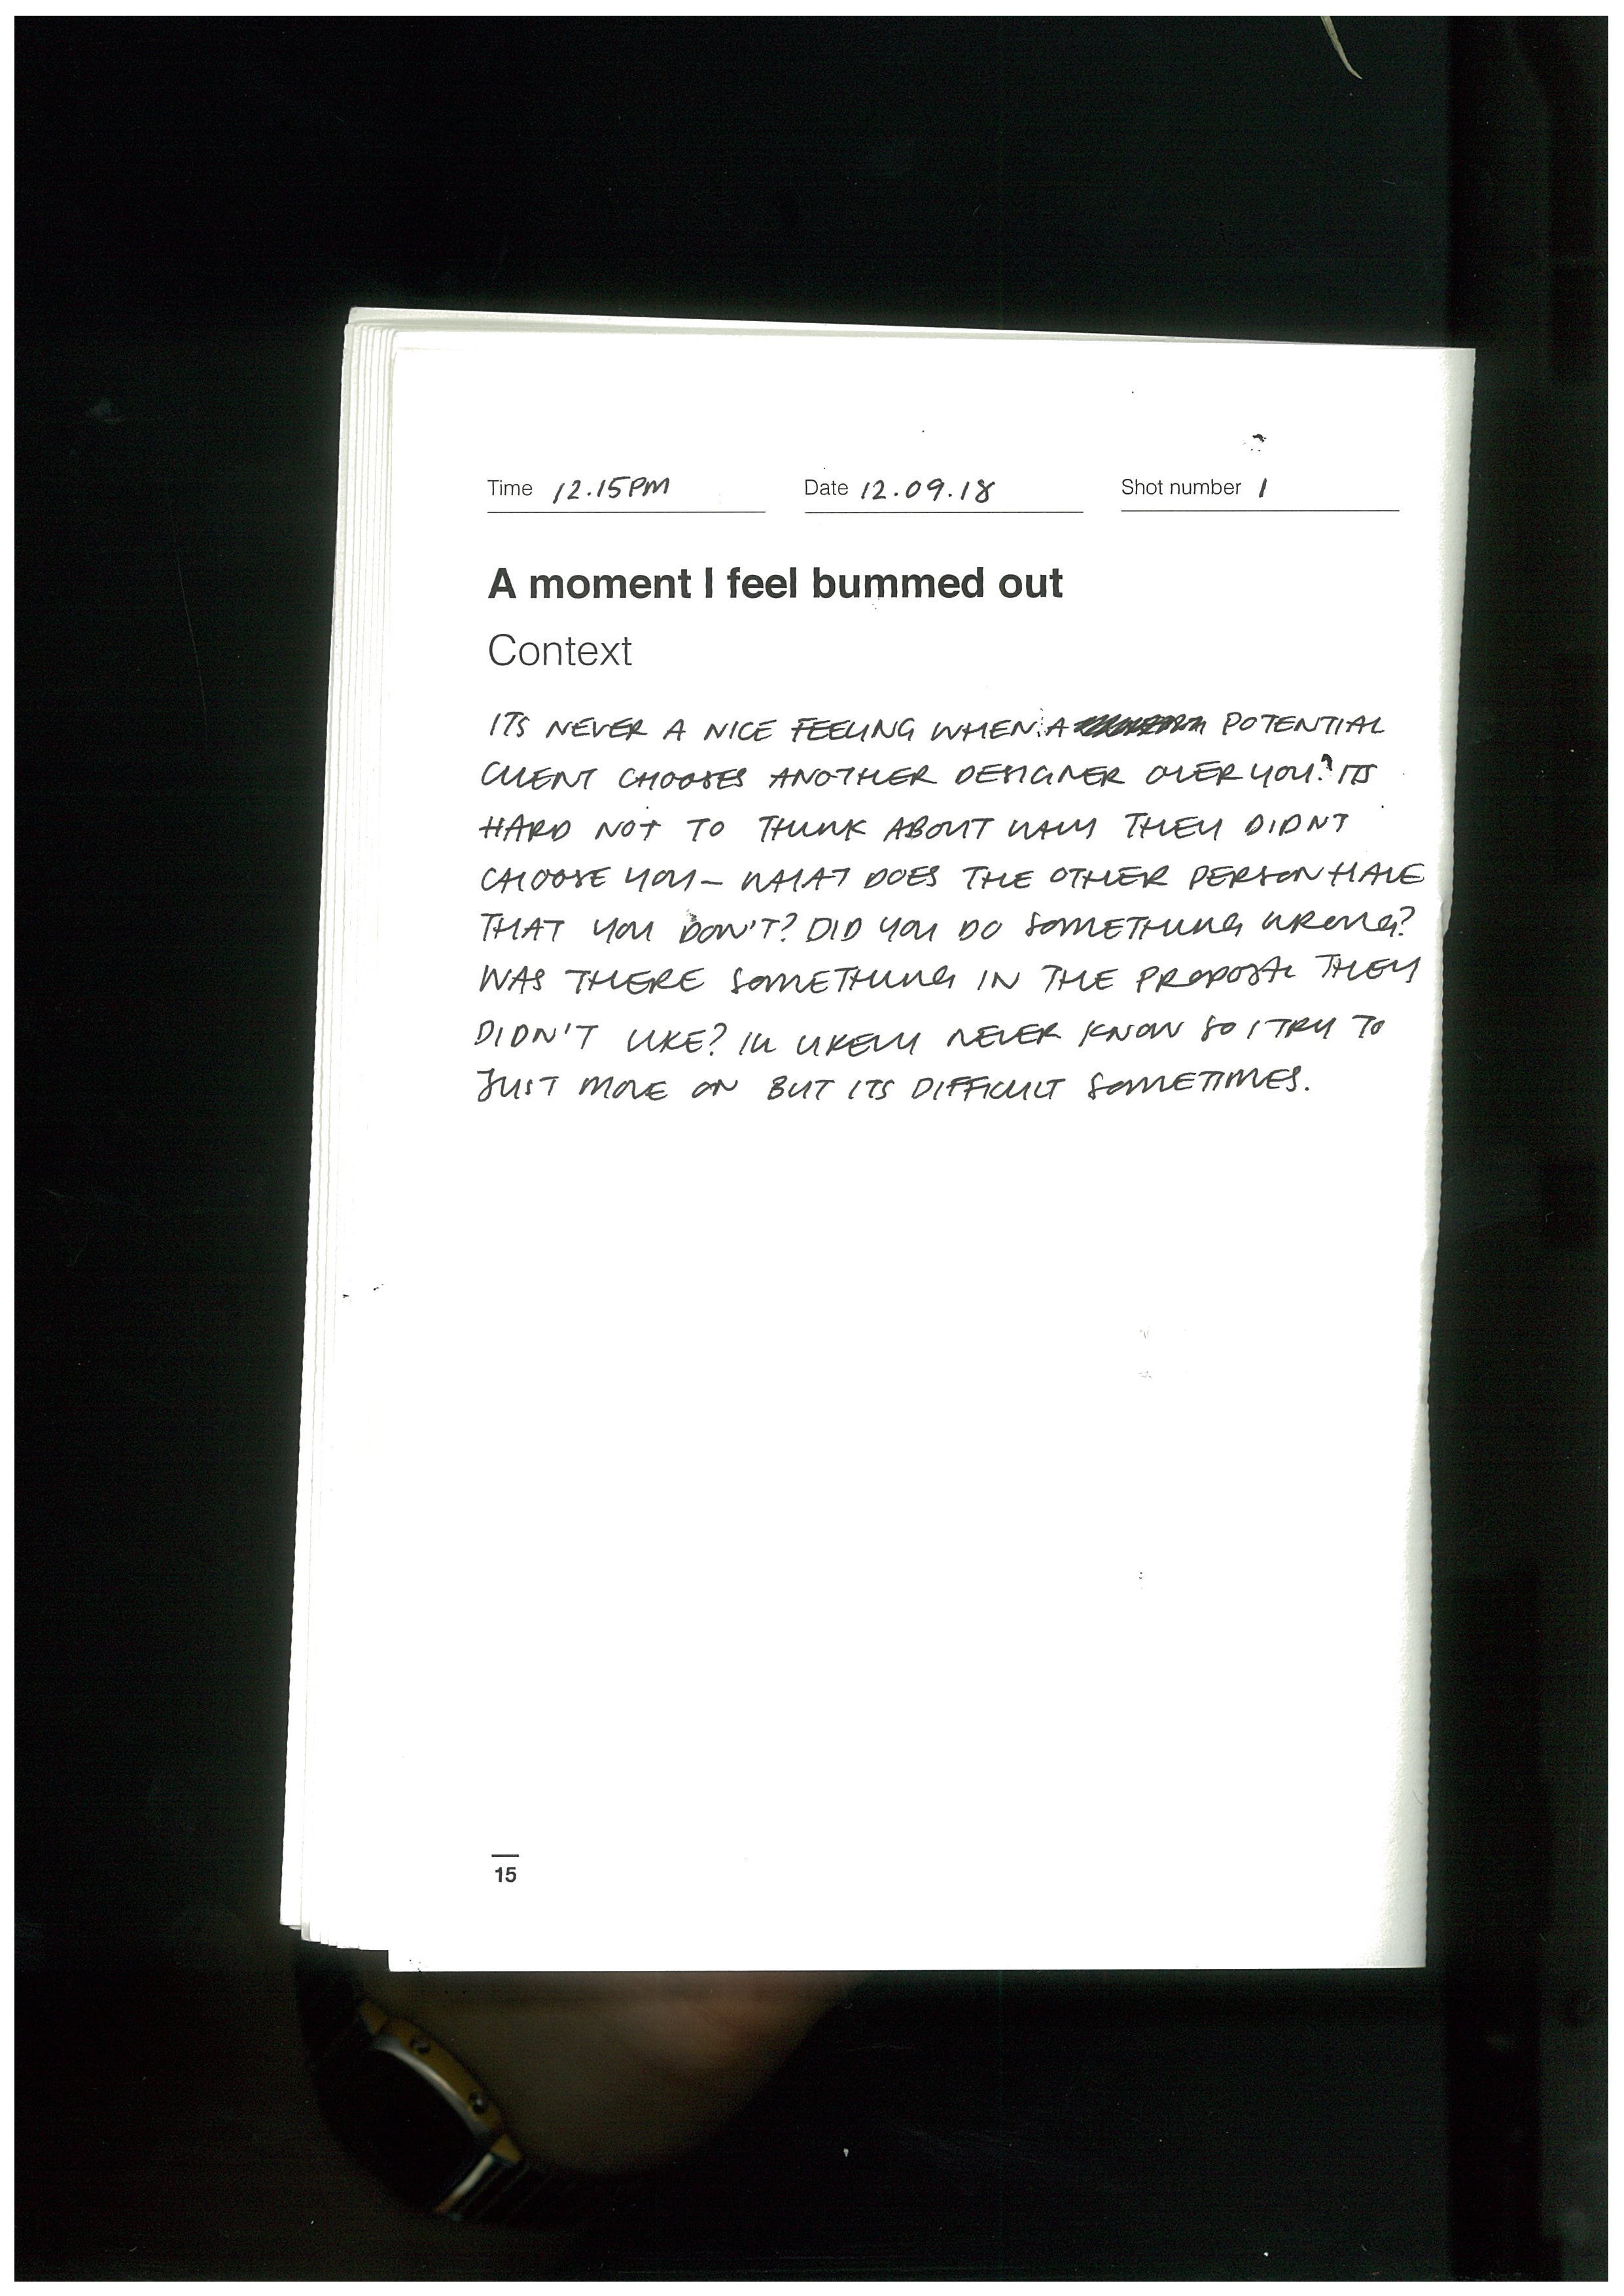 Time 12.15PM Date 12.09.18 Shot number 1
A moment I feel bummed out
Context
ITS NEVER A NICE FEELING WHEN A POTENTIAL
CLIENT CHOOSES ANOTHER DESIGNER OVER YOU. ITS
HARD NOT TO THINK ABOUT WHY THEY DIDNT
CHOOSE YOU – WHAT DOES THE OTHER PERSON HAVE
THAT YOU DON'T? DID YOU DO SOMETHING WRONG?
WAS THERE SOMETHING IN THE PROPOSAL THEY
DIDN'T LIKE? ILL LIKELY NEVER KNOW SO I TRY TO
JUST MOVE ON BUT ITS DIFFICULT SOMETIMES.
15